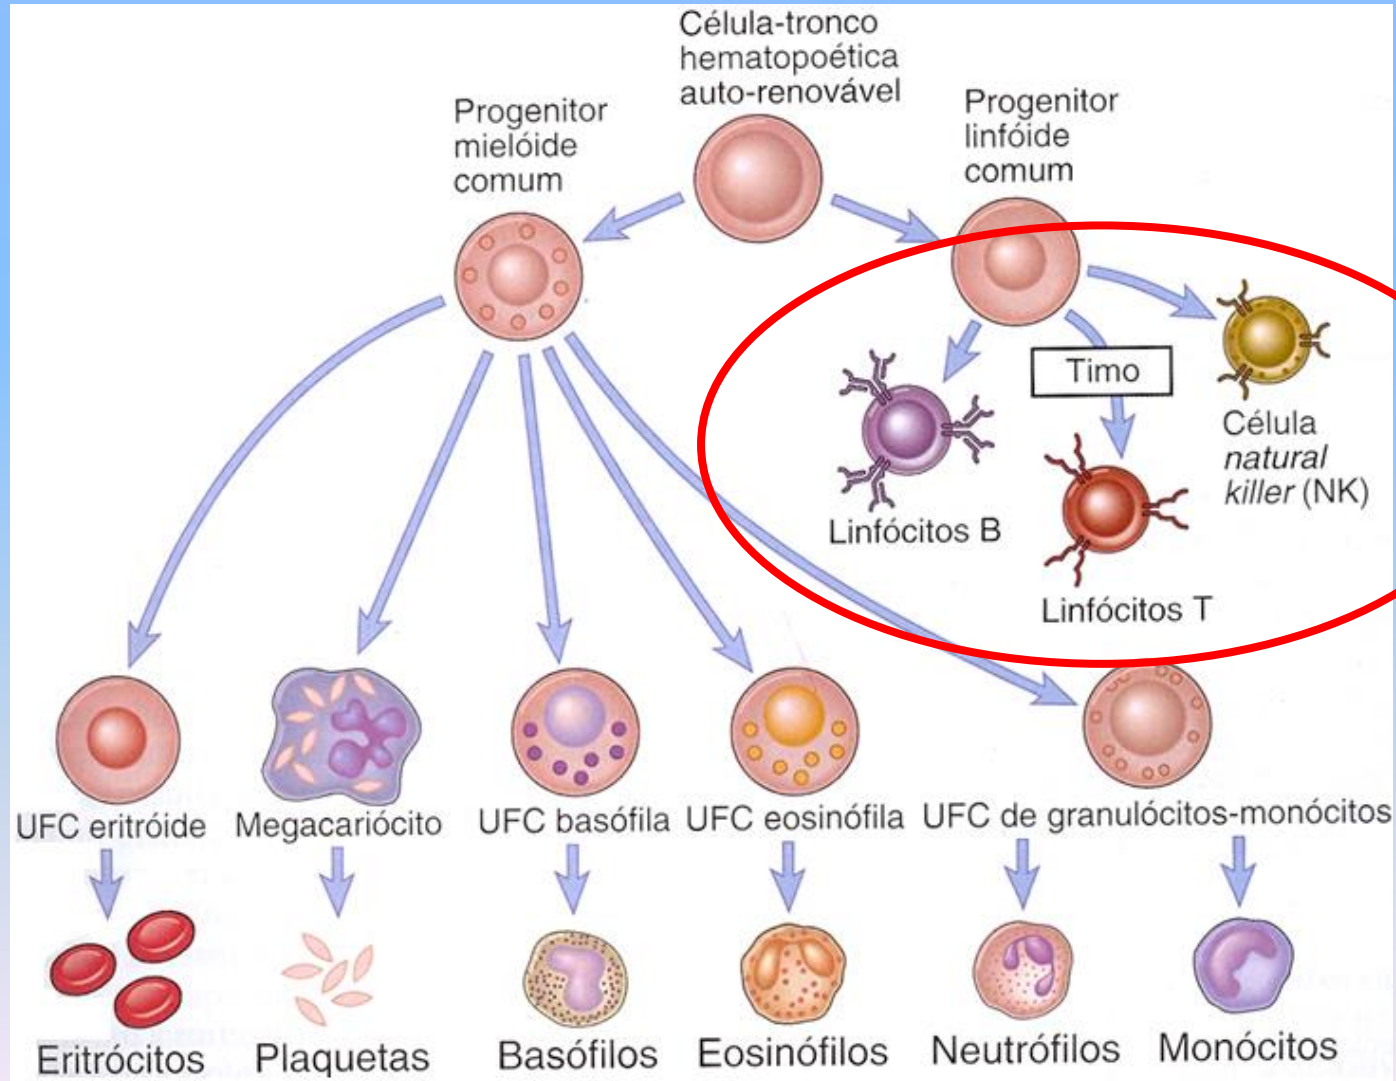 Célula-tronco
hematopoética
auto-renovável
Progenitor
mielóide
comum
Progenitor
linfóide
comum
Timo
Célula
natural
killer (NK)
Linfócitos B
Linfócitos T
UFC eritróide
Megacariócito
UFC basófila
UFC eosinófila
UFC de granulócitos-monócitos
Eritrócitos
Plaquetas
Basófilos
Eosinófilos
Neutrófilos
Monócitos